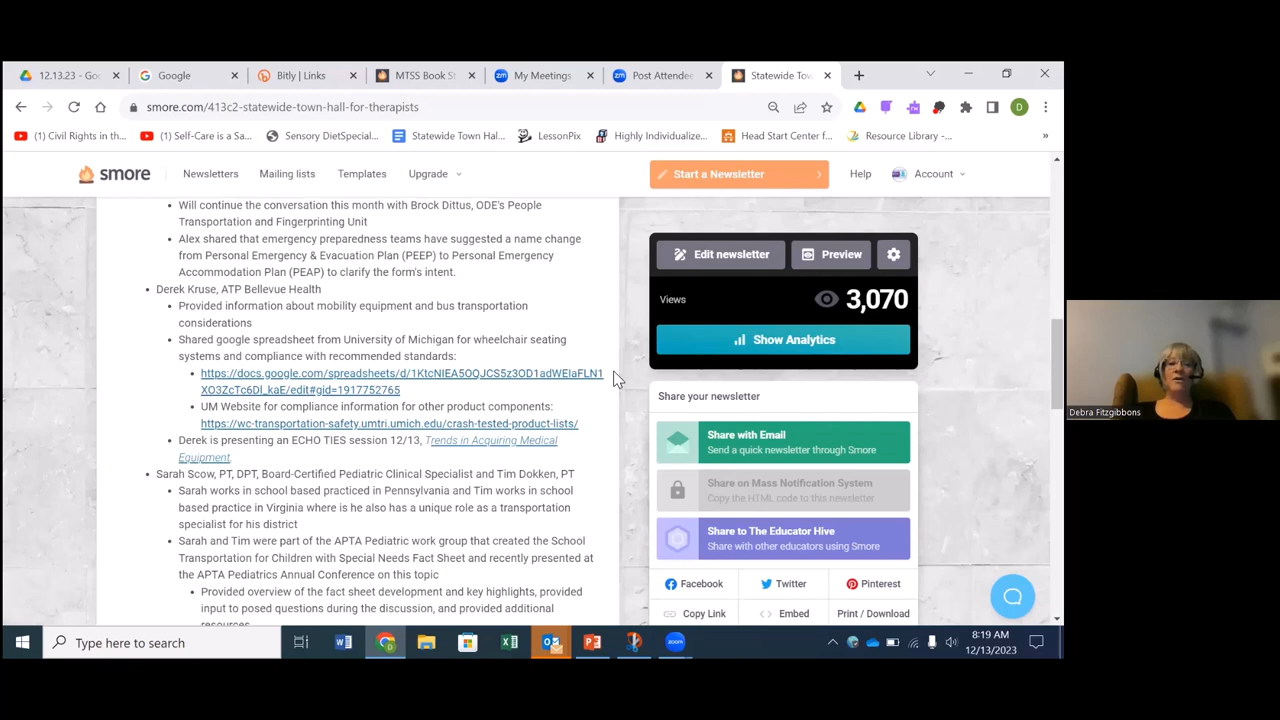 12.13.23 - Goo
Google
Bitly | Links
MTSS Book S
My Meetings
Post Attende
Statewide Tow
smore.com/413c2-statewide-town-hall-for-therapists
D
(1) Civil Rights in th...
(1) Self-Care is a Sa...
Sensory DietSpecial...
Statewide Town Hal...
LessonPix
Highly Individualize...
Head Start Center f...
Resource Library -...
smore
Newsletters
Mailing lists
Templates
Upgrade
Start a Newsletter
Help
Account
Will continue the conversation this month with Brock Dittus, ODE's People
Transportation and Fingerprinting Unit
Alex shared that emergency preparedness teams have suggested a name change
from Personal Emergency & Evacuation Plan (PEEP) to Personal Emergency
Accommodation Plan (PEAP) to clarify the form's intent.
Derek Kruse, ATP Bellevue Health
Provided information about mobility equipment and bus transportation
considerations
Shared google spreadsheet from University of Michigan for wheelchair seating
systems and compliance with recommended standards:
https://docs.google.com/spreadsheets/d/1KtcNIEA5OQJCS5z3OD1adWEIaFLN1
XO3ZcTc6Dl_kaE/edit#gid=1917752765
UM Website for compliance information for other product components:
https://wc-transportation-safety.umtri.umich.edu/crash-tested-product-lists/
Derek is presenting an ECHO TIES session 12/13, Trends in Acquiring Medical
Equipment.
Sarah Scow, PT, DPT, Board-Certified Pediatric Clinical Specialist and Tim Dokken, PT
Sarah works in school based practiced in Pennsylvania and Tim works in school
based practice in Virginia where is he also has a unique role as a transportation
specialist for his district
Sarah and Tim were part of the APTA Pediatric work group that created the School
Transportation for Children with Special Needs Fact Sheet and recently presented at
the APTA Pediatrics Annual Conference on this topic
Provided overview of the fact sheet development and key highlights, provided
input to posed questions during the discussion, and provided additional
resources
Edit newsletter
Preview
Views
3,070
Show Analytics
Share your newsletter
Share with Email
Send a quick newsletter through Smore
Share on Mass Notification System
Copy the HTML code to this newsletter
Share to The Educator Hive
Share with other educators using Smore
Facebook
Twitter
Pinterest
Copy Link
Embed
Print / Download
Debra Fitzgibbons
Type here to search
8:19 AM
12/13/2023